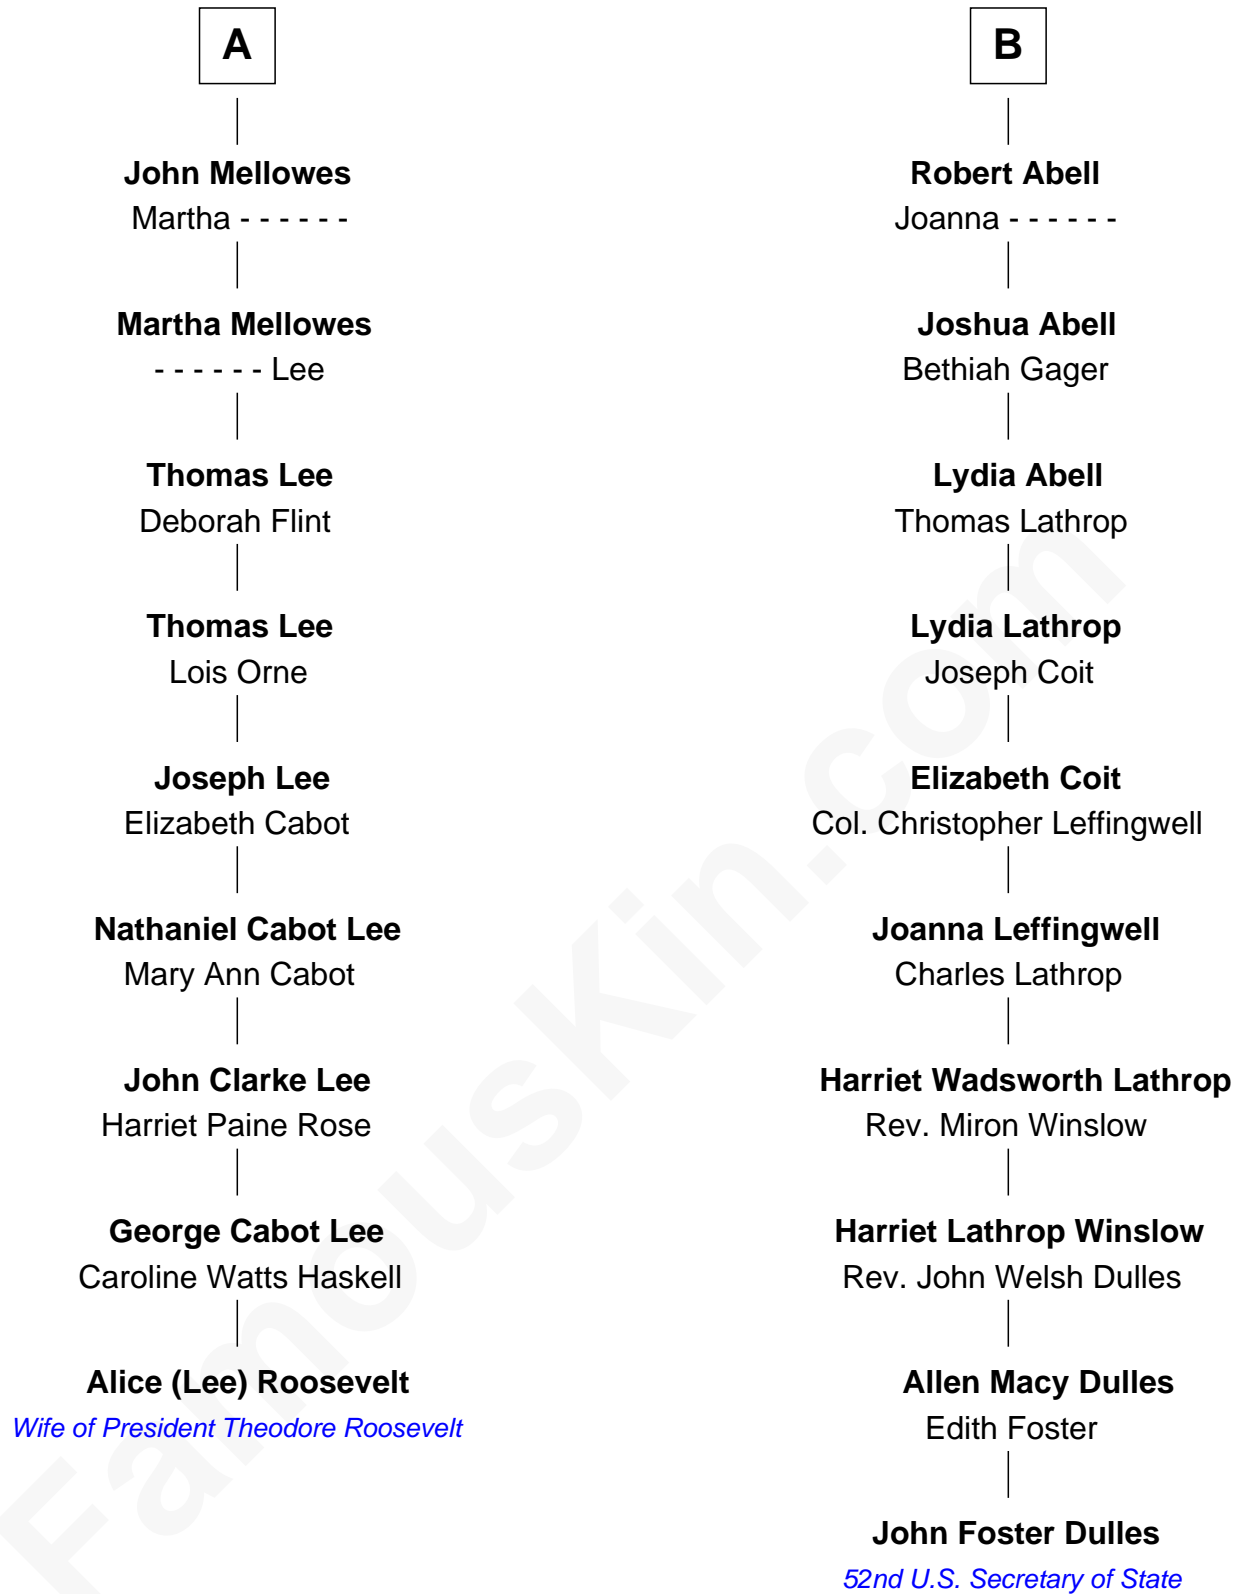 A
John Mellowes
Martha - - - - - -
Martha Mellowes
- - - - - - Lee
Thomas Lee
Deborah Flint
Thomas Lee
Lois Orne
Joseph Lee
Elizabeth Cabot
Nathaniel Cabot Lee
Mary Ann Cabot
John Clarke Lee
Harriet Paine Rose
George Cabot Lee
Caroline Watts Haskell
Alice (Lee) Roosevelt
Wife of President Theodore Roosevelt
B
Robert Abell
Joanna - - - - - -
Joshua Abell
Bethiah Gager
Lydia Abell
Thomas Lathrop
Lydia Lathrop
Joseph Coit
Elizabeth Coit
Col. Christopher Leffingwell
Joanna Leffingwell
Charles Lathrop
Harriet Wadsworth Lathrop
Rev. Miron Winslow
Harriet Lathrop Winslow
Rev. John Welsh Dulles
Allen Macy Dulles
Edith Foster
John Foster Dulles
52nd U.S. Secretary of State
FamousKin.com